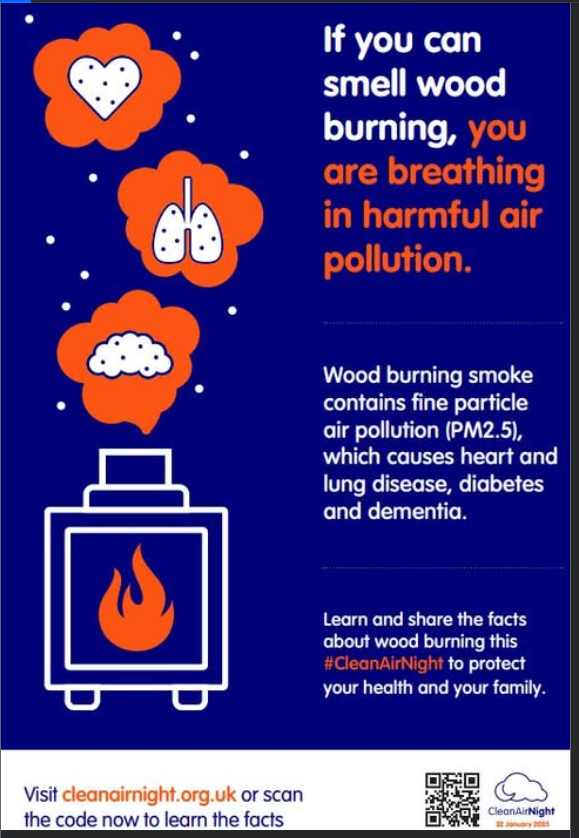 If you can
smell wood
burning, you
are breathing
in harmful air
pollution.
Wood burning smoke
contains fine particle
air pollution (PM2.5),
which causes heart and
lung disease, diabetes
and dementia.
Learn and share the facts
about wood burning this
#CleanAirNight to protect
your health and your family.
Visit cleanairnight.org.uk or scan
the code now to learn the facts
CleanAirNight
22 January 2025